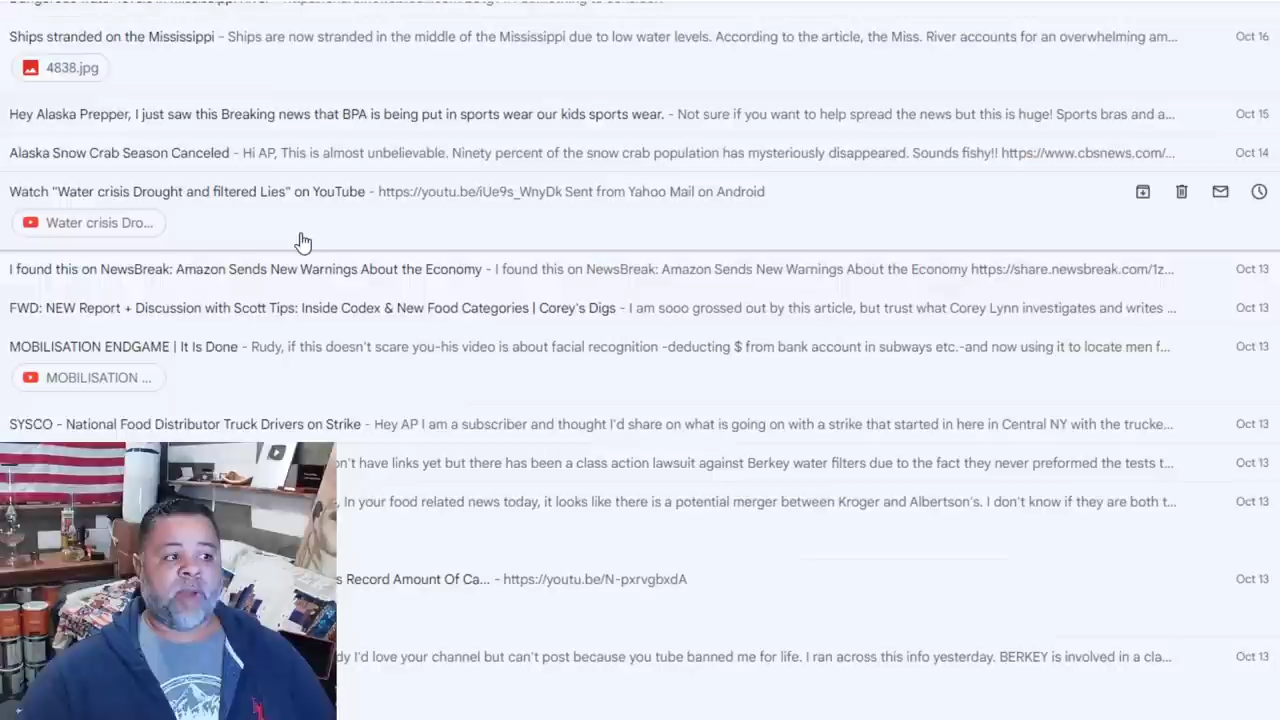 Ships stranded on the Mississippi - Ships are now stranded in the middle of the Mississippi due to low water levels. According to the article, the Miss. River accounts for an overwhelming am... Oct 16
4838.jpg
Hey Alaska Prepper, I just saw this Breaking news that BPA is being put in sports wear our kids sports wear. - Not sure if you want to help spread the news but this is huge! Sports bras and a... Oct 15
Alaska Snow Crab Season Canceled - Hi AP, This is almost unbelievable. Ninety percent of the snow crab population has mysteriously disappeared. Sounds fishy!! https://www.cbsnews.com/... Oct 14
Watch "Water crisis Drought and filtered Lies" on YouTube - https://youtu.be/iUe9s_WnyDk Sent from Yahoo Mail on Android
Water crisis Dro...
I found this on NewsBreak: Amazon Sends New Warnings About the Economy - I found this on NewsBreak: Amazon Sends New Warnings About the Economy https://share.newsbreak.com/1z... Oct 13
FWD: NEW Report + Discussion with Scott Tips: Inside Codex & New Food Categories | Corey's Digs - I am sooo grossed out by this article, but trust what Corey Lynn investigates and writes ... Oct 13
MOBILISATION ENDGAME | It Is Done - Rudy, if this doesn't scare you-his video is about facial recognition -deducting $ from bank account in subways etc.-and now using it to locate men f... Oct 13
MOBILISATION ...
SYSCO - National Food Distributor Truck Drivers on Strike - Hey AP I am a subscriber and thought I'd share on what is going on with a strike that started in here in Central NY with the trucke... Oct 13
on't have links yet but there has been a class action lawsuit against Berkey water filters due to the fact they never preformed the tests t... Oct 13
, In your food related news today, it looks like there is a potential merger between Kroger and Albertson's. I don't know if they are both t... Oct 13
s Record Amount Of Ca... - https://youtu.be/N-pxrvgbxdA Oct 13
dy I'd love your channel but can't post because you tube banned me for life. I ran across this info yesterday. BERKEY is involved in a cla... Oct 13